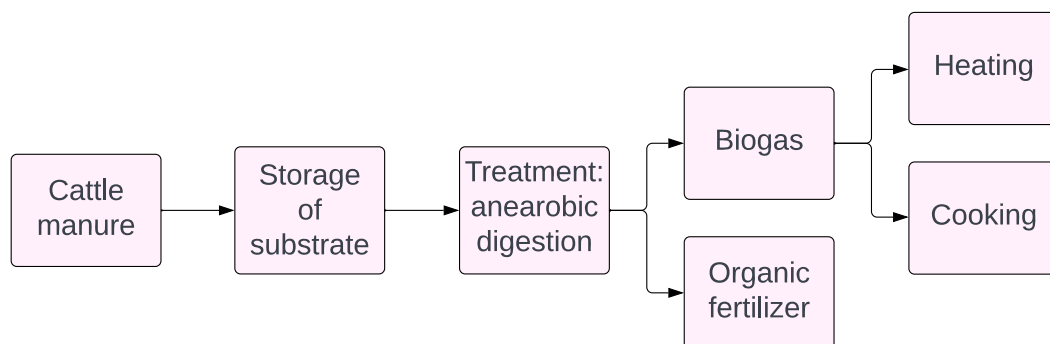 Cattle
manure
Storage
of
substrate
Treatment:
anearobic
digestion
Biogas
Organic
fertilizer
Heating
Cooking